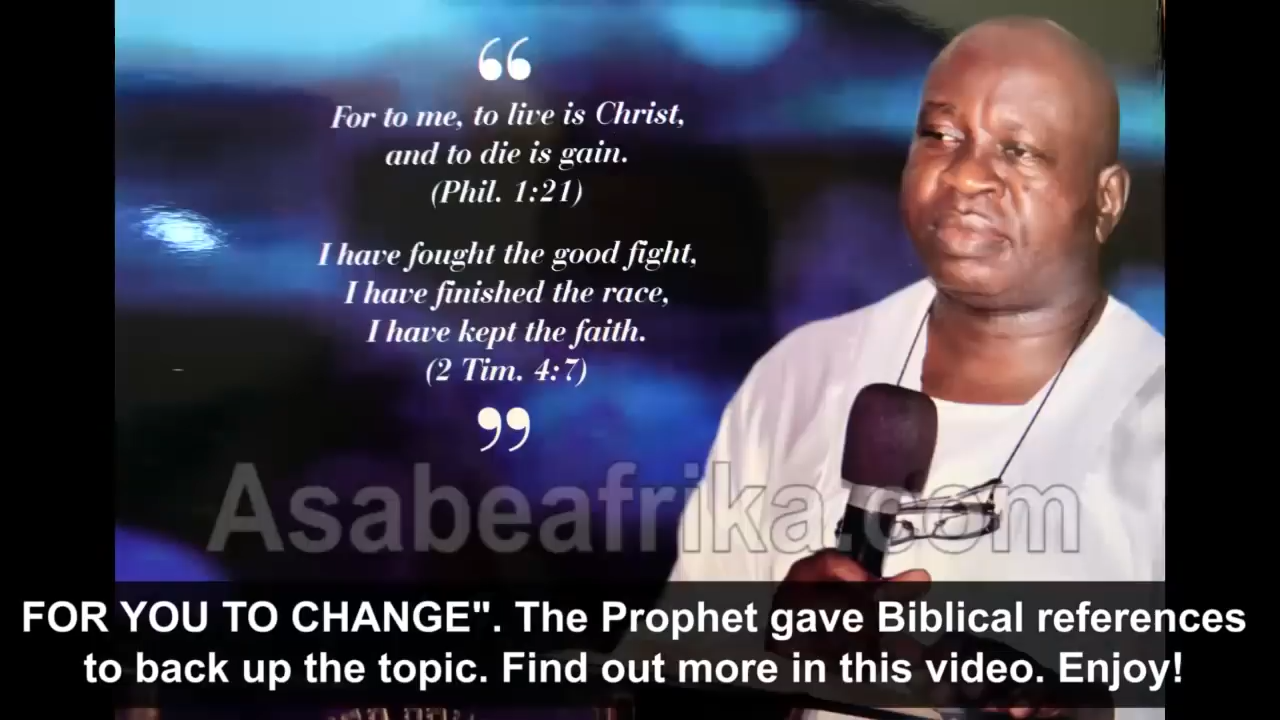 “
For to me, to live is Christ,
and to die is gain.
(Phil. 1:21)
I have fought the good fight,
I have finished the race,
I have kept the faith.
(2 Tim. 4:7)
”
Asabeafrika.com
FOR YOU TO CHANGE". The Prophet gave Biblical references
to back up the topic. Find out more in this video. Enjoy!